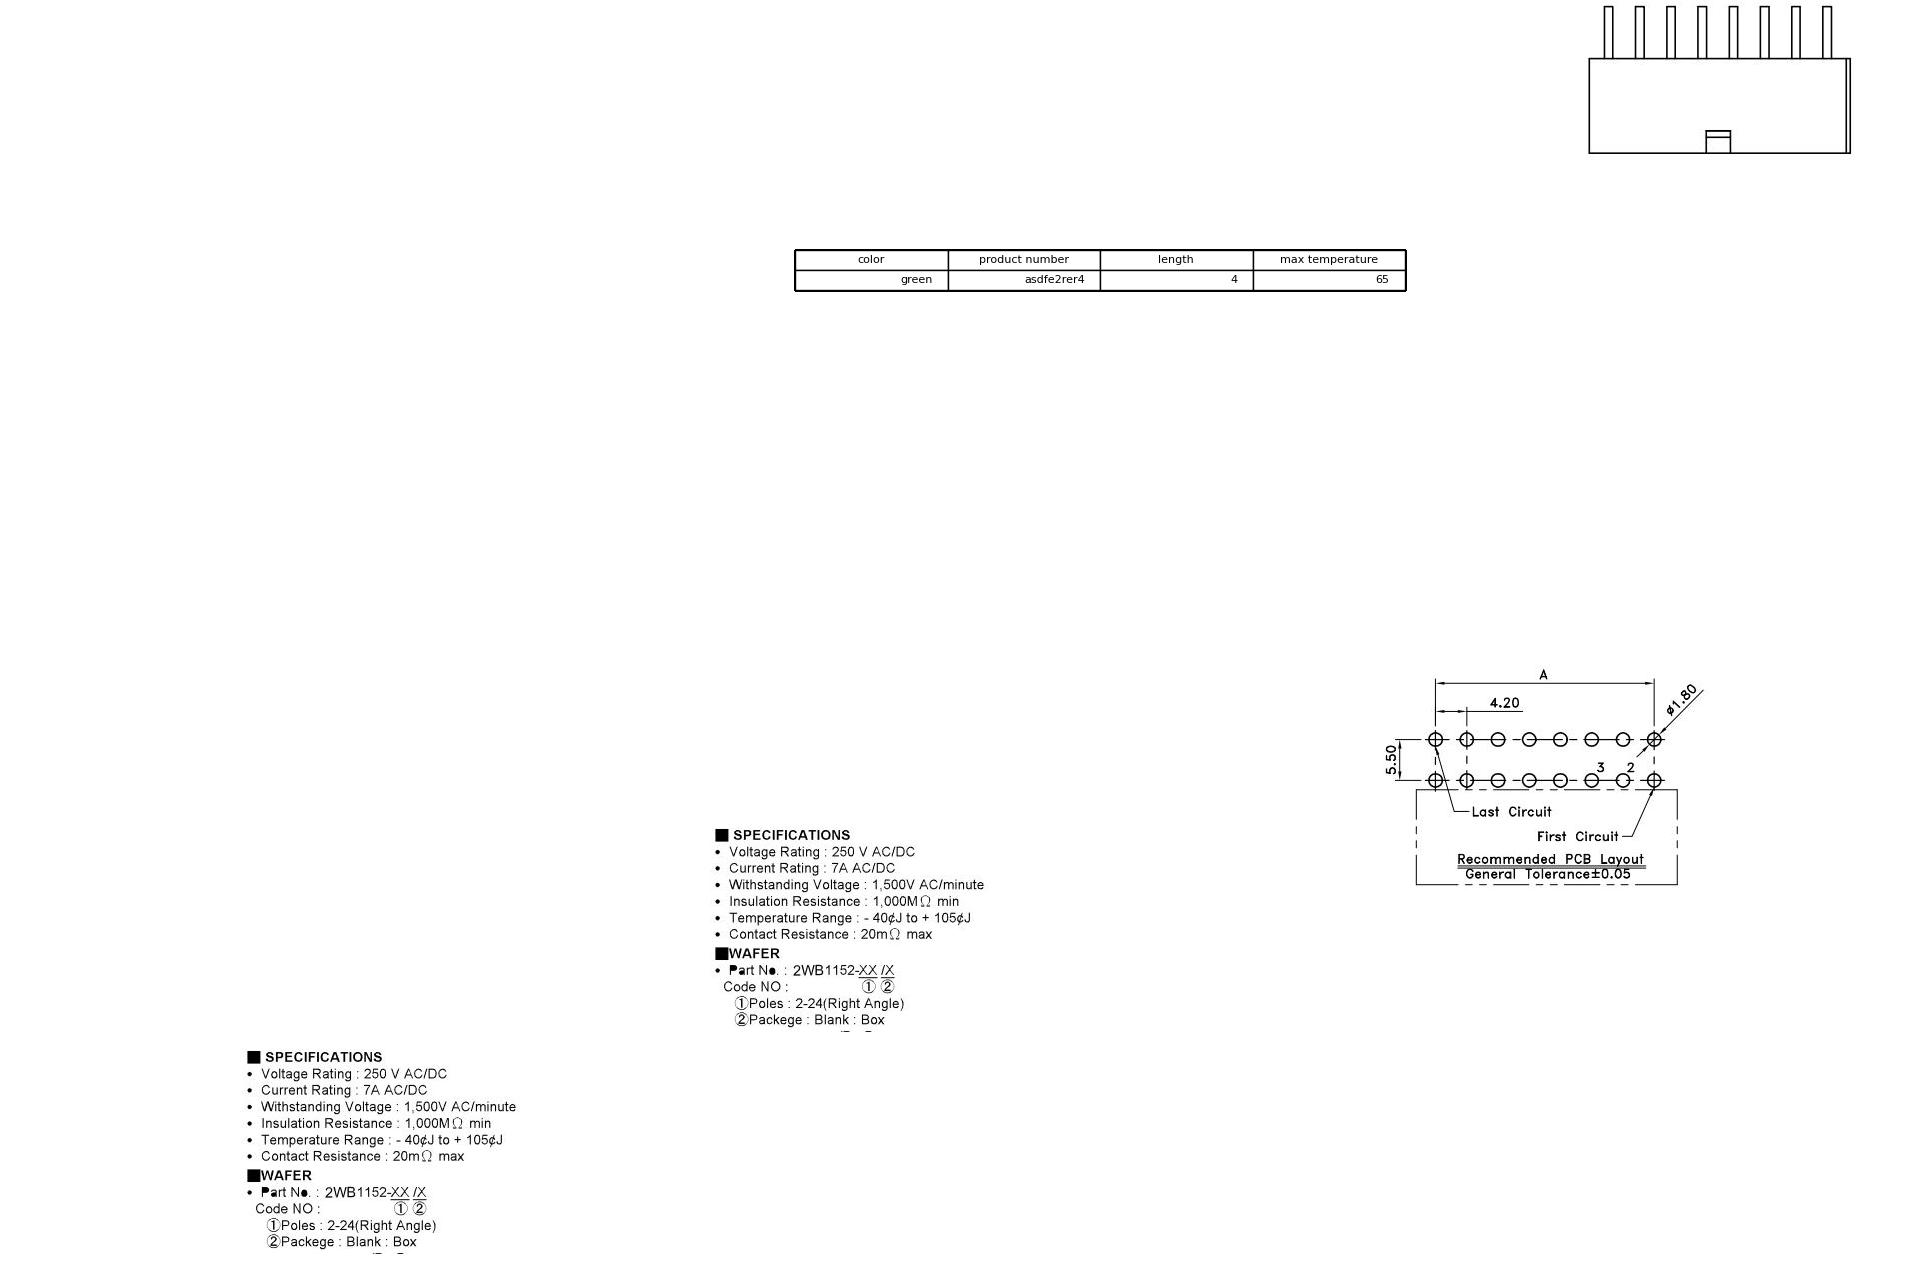 color product number length max temperature
green asdfe2rer4 4 65
A
4.20
ø1.80
5.50
3 2
Last Circuit
First Circuit
Recommended PCB Layout
General Tolerance±0.05
■ SPECIFICATIONS
• Voltage Rating : 250 V AC/DC
• Current Rating : 7A AC/DC
• Withstanding Voltage : 1,500V AC/minute
• Insulation Resistance : 1,000MΩ min
• Temperature Range : - 40¢J to + 105¢J
• Contact Resistance : 20mΩ max
■WAFER
• Part No. : 2WB1152-XX /X
Code NO : ① ②
①Poles : 2-24(Right Angle)
②Packege : Blank : Box
■ SPECIFICATIONS
• Voltage Rating : 250 V AC/DC
• Current Rating : 7A AC/DC
• Withstanding Voltage : 1,500V AC/minute
• Insulation Resistance : 1,000MΩ min
• Temperature Range : - 40¢J to + 105¢J
• Contact Resistance : 20mΩ max
■WAFER
• Part No. : 2WB1152-XX /X
Code NO : ① ②
①Poles : 2-24(Right Angle)
②Packege : Blank : Box